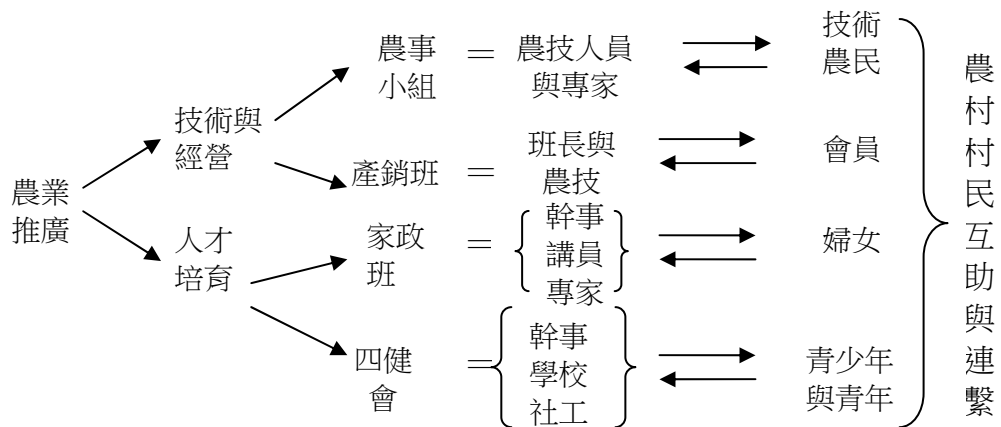 農業
推廣
技術與
經營
人才
培育
農事
小組
=
農技人員
與專家
技術
農民
產銷班
=
班長與
農技
會員
家政
班
=
幹事
講員
專家
婦女
四健
會
=
幹事
學校
社工
青少年
與青年
農村村民互助與連繫